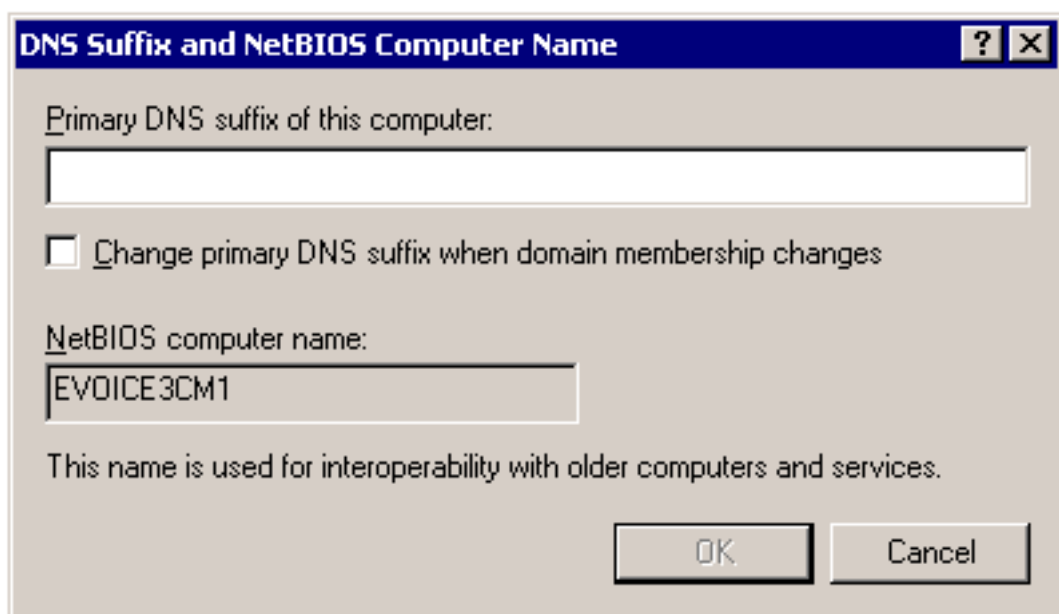 DNS Suffix and NetBIOS Computer Name
Primary DNS suffix of this computer:
Change primary DNS suffix when domain membership changes
NetBIOS computer name:
EVOICE3CM1
This name is used for interoperability with older computers and services.
OK Cancel